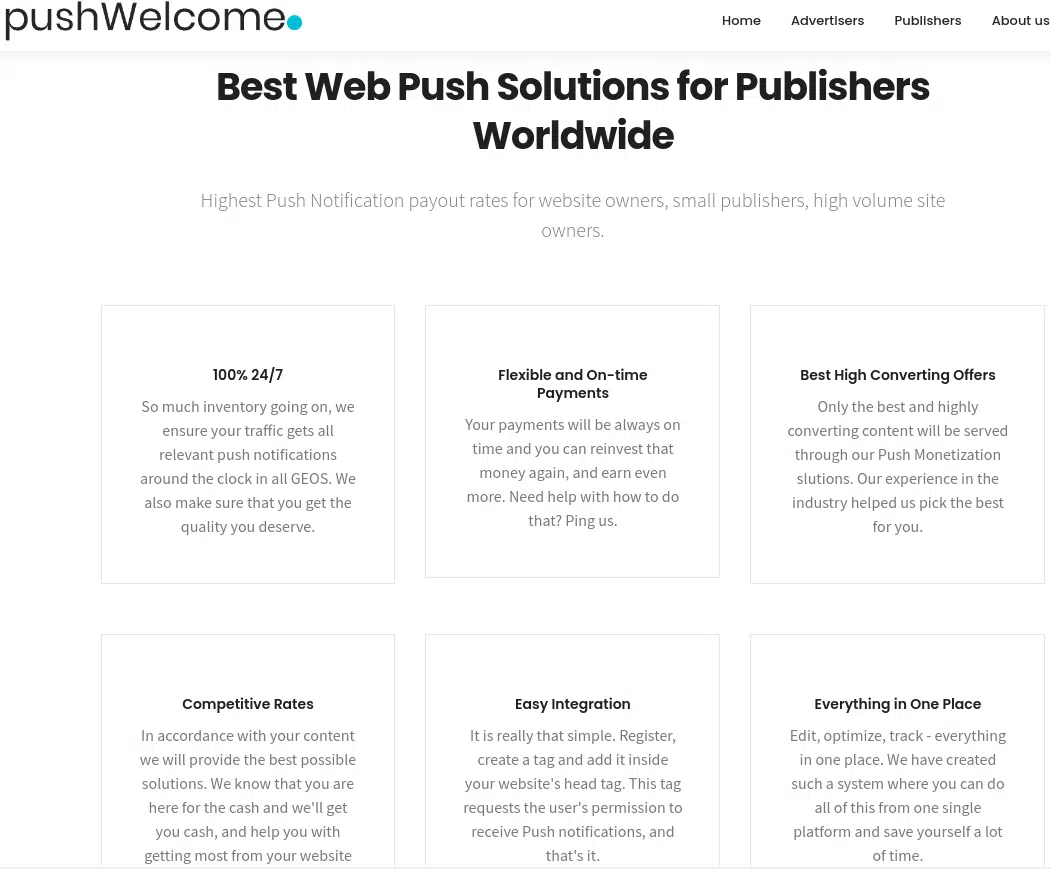 pushWelcome
Home Advertisers Publishers About us
Best Web Push Solutions for Publishers
Worldwide
Highest Push Notification payout rates for website owners, small publishers, high volume site
owners.
100% 24/7
So much inventory going on, we
ensure your traffic gets all
relevant push notifications
around the clock in all GEOS. We
also make sure that you get the
quality you deserve.
Flexible and On-time
Payments
Your payments will be always on
time and you can reinvest that
money again, and earn even
more. Need help with how to do
that? Ping us.
Best High Converting Offers
Only the best and highly
converting content will be served
through our Push Monetization
slutions. Our experience in the
industry helped us pick the best
for you.
Competitive Rates
In accordance with your content
we will provide the best possible
solutions. We know that you are
here for the cash and we'll get
you cash, and help you with
getting most from your website
Easy Integration
It is really that simple. Register,
create a tag and add it inside
your website's head tag. This tag
requests the user's permission to
receive Push notifications, and
that's it.
Everything in One Place
Edit, optimize, track - everything
in one place. We have created
such a system where you can do
all of this from one single
platform and save yourself a lot
of time.